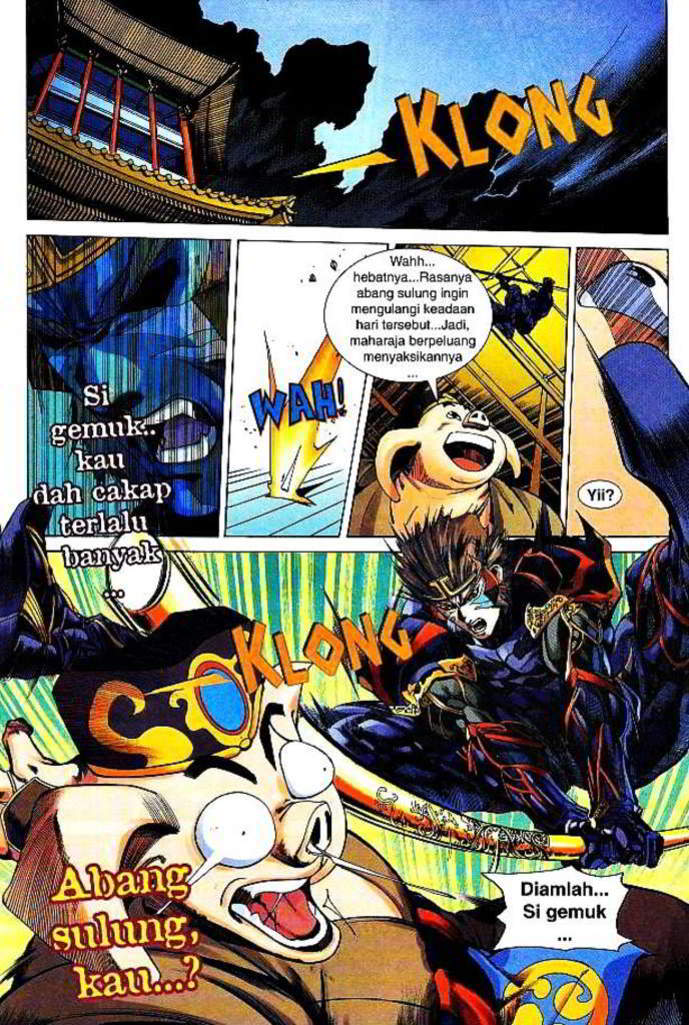 KLONG
Si
gemuk..
kau
dah cakap
terlalu
banyak
...
WAH!
Wahh...
hebatnya...Rasanya
abang sulung ingin
mengulangi keadaan
hari tersebut...Jadi,
maharaja berpeluang
menyaksikannya
...
Yii?
KLONG
Abang
sulung,
kau...?
Diamlah...
Si gemuk
...